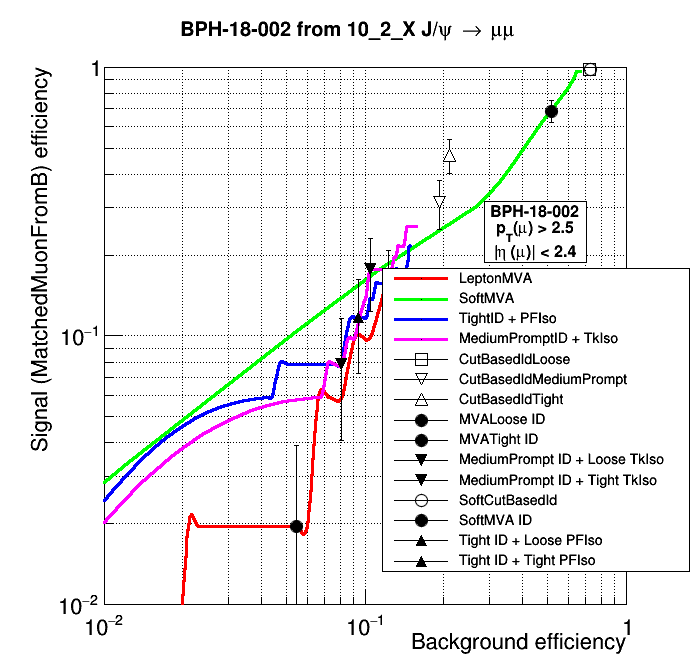 BPH-18-002 from 10_2_X J/ψ → μμ
Signal (MatchedMuonFromB) efficiency
1
10⁻¹
10⁻²
BPH-18-002
p_T(μ) > 2.5
|η (μ)| < 2.4
LeptonMVA
SoftMVA
TightID + PFIso
MediumPromptID + TkIso
CutBasedIdLoose
CutBasedIdMediumPrompt
CutBasedIdTight
MVALoose ID
MVATight ID
MediumPrompt ID + Loose TkIso
MediumPrompt ID + Tight TkIso
SoftCutBasedId
SoftMVA ID
Tight ID + Loose PFIso
Tight ID + Tight PFIso
10⁻² 10⁻¹ 1
Background efficiency